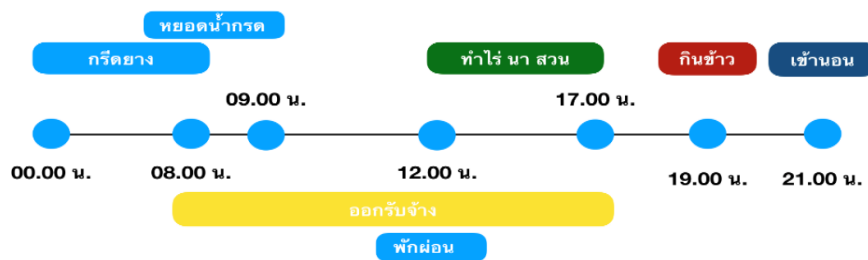 หยอดน้ำกรด
กรีดยาง
ทำไร่ นา สวน
กินข้าว
เข้านอน
09.00 น.
17.00 น.
00.00 น.
08.00 น.
12.00 น.
19.00 น.
21.00 น.
ออกรับจ้าง
พักผ่อน